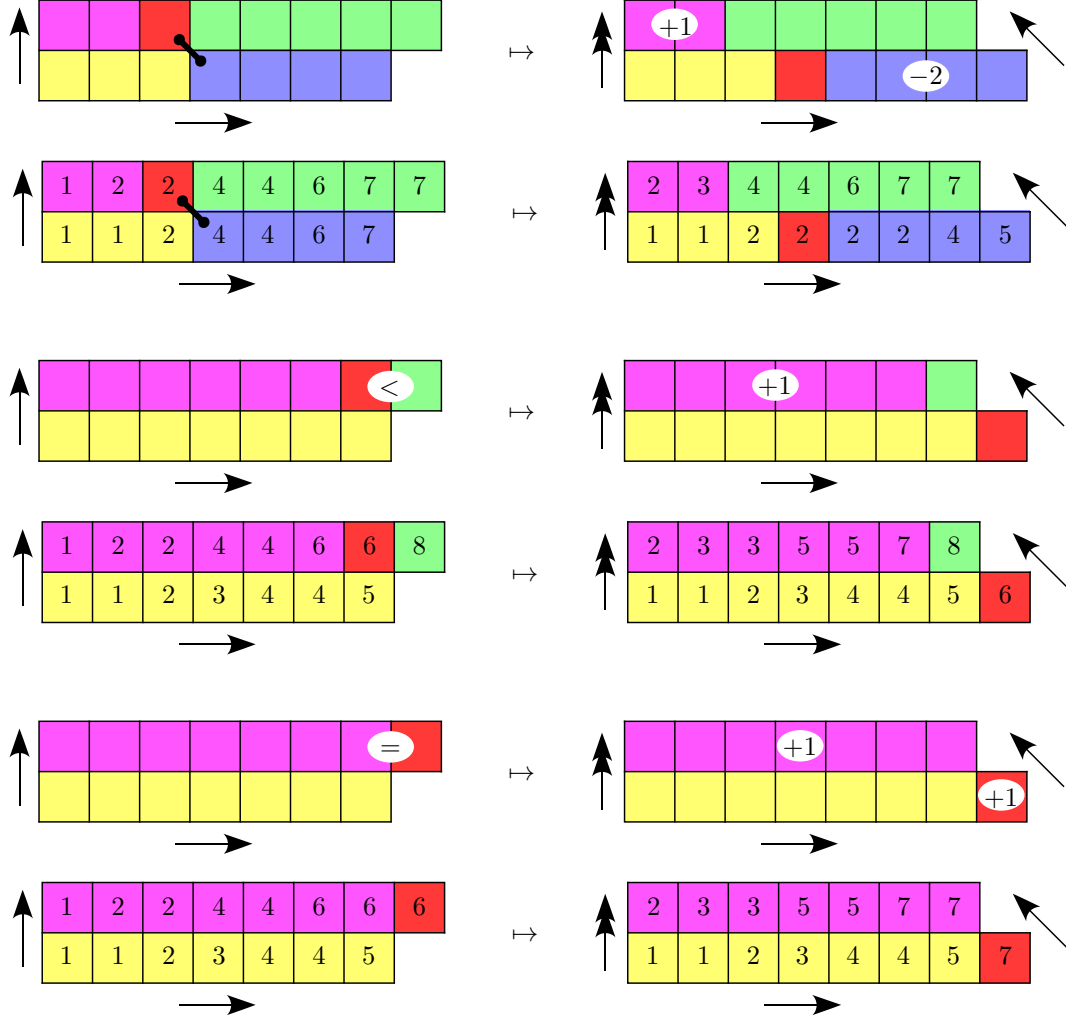 ↦ +1
−2
1 2 2 4 4 6 7 7 ↦ 2 3 4 4 6 7 7
1 1 2 4 4 6 7 1 1 2 2 2 2 4 5
< ↦ +1
1 2 2 4 4 6 6 8 ↦ 2 3 3 5 5 7 8
1 1 2 3 4 4 5 1 1 2 3 4 4 5 6
= ↦ +1
+1
1 2 2 4 4 6 6 6 ↦ 2 3 3 5 5 7 7
1 1 2 3 4 4 5 1 1 2 3 4 4 5 7